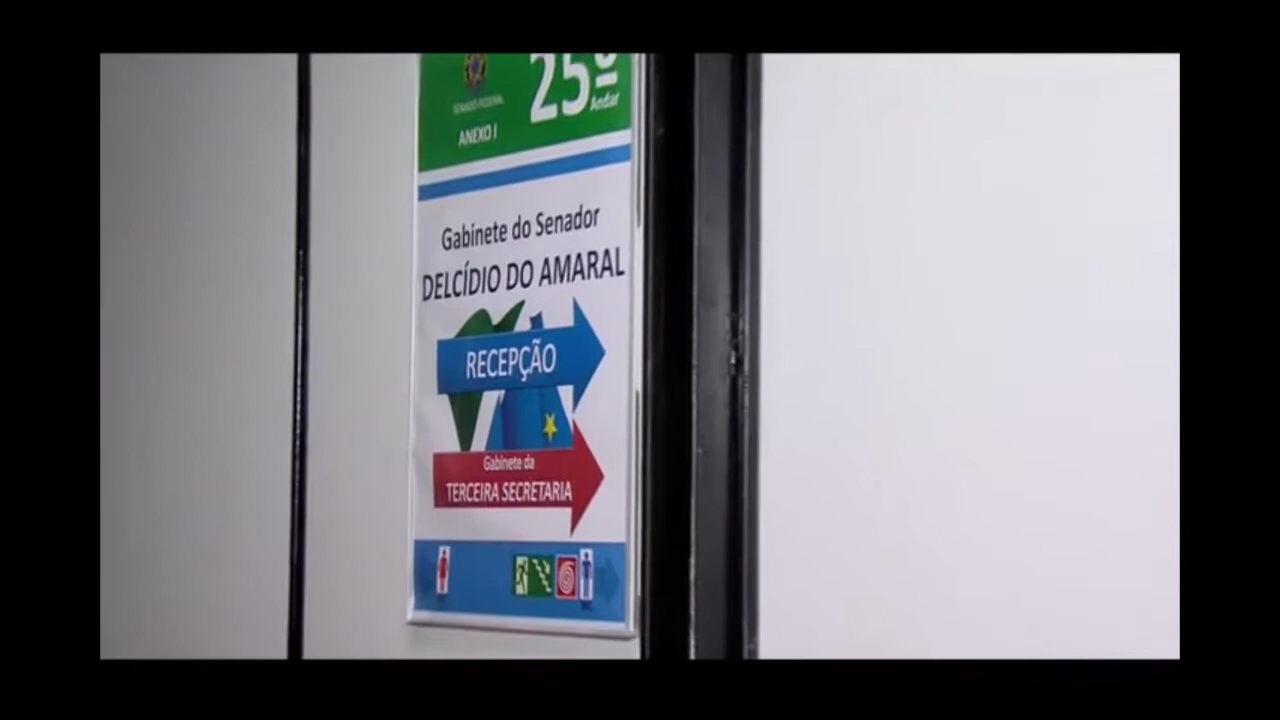 25º
Andar
SENADO FEDERAL
ANEXO I
Gabinete do Senador
DELCÍDIO DO AMARAL
RECEPÇÃO
Gabinete da
TERCEIRA SECRETARIA